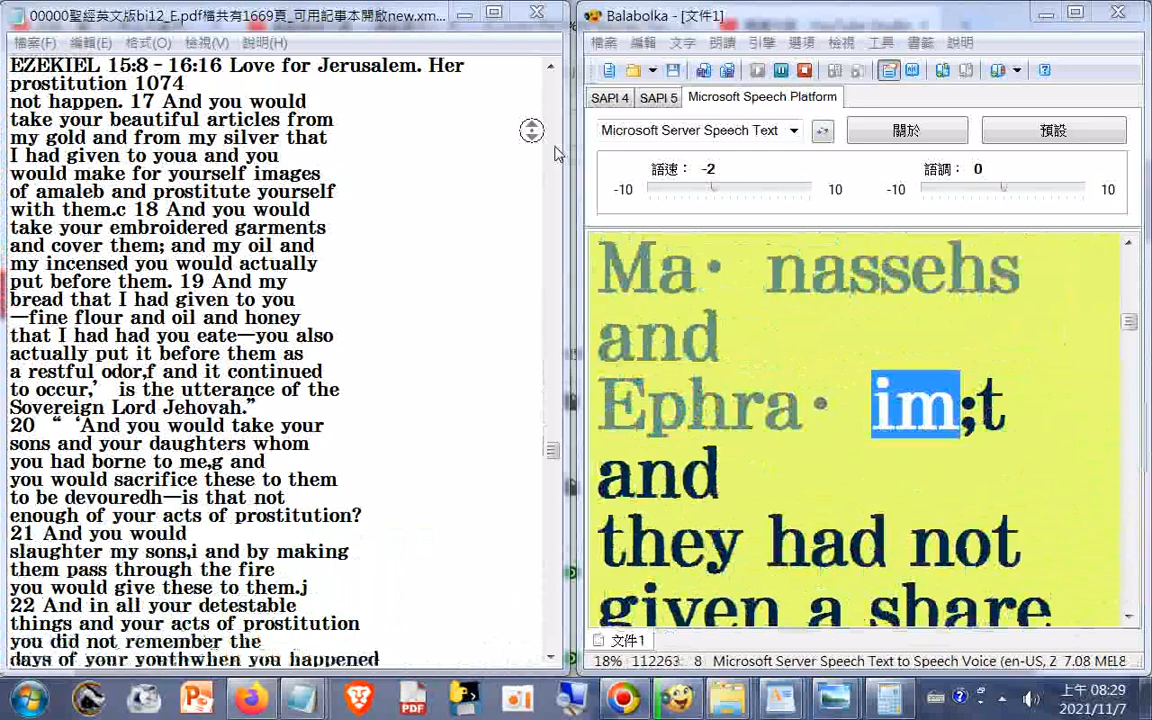 00000聖經英文版bi12_E.pdf檔共有1669頁_可用記事本開啟new.xm...
檔案(F) 編輯(E) 格式(O) 檢視(V) 說明(H)
EZEKIEL 15:8 - 16:16 Love for Jerusalem. Her
prostitution 1074
not happen. 17 And you would
take your beautiful articles from
my gold and from my silver that
I had given to youa and you
would make for yourself images
of amaleb and prostitute yourself
with them.c 18 And you would
take your embroidered garments
and cover them; and my oil and
my incensed you would actually
put before them. 19 And my
bread that I had given to you
—fine flour and oil and honey
that I had had you eate—you also
actually put it before them as
a restful odor,f and it continued
to occur,’ is the utterance of the
Sovereign Lord Jehovah.”
20 “ ‘And you would take your
sons and your daughters whom
you had borne to me,g and
you would sacrifice these to them
to be devouredh—is that not
enough of your acts of prostitution?
21 And you would
slaughter my sons,i and by making
them pass through the fire
you would give these to them.j
22 And in all your detestable
things and your acts of prostitution
you did not remember the
days of your youthwhen you happened
Balabolka - [文件1]
檔案 編輯 文字 朗讀 引擎 選項 檢視 工具 書籤 說明
SAPI 4 SAPI 5 Microsoft Speech Platform
Microsoft Server Speech Text 關於 預設
語速： -2 語調： 0
-10 10 -10 10
Ma· nassehs
and
Ephra· im;t
and
they had not
given a share
文件1
18% 112263: 8 Microsoft Server Speech Text to Speech Voice (en-US, Z 7.08 MEL8
PDF
上午 08:29
2021/11/7